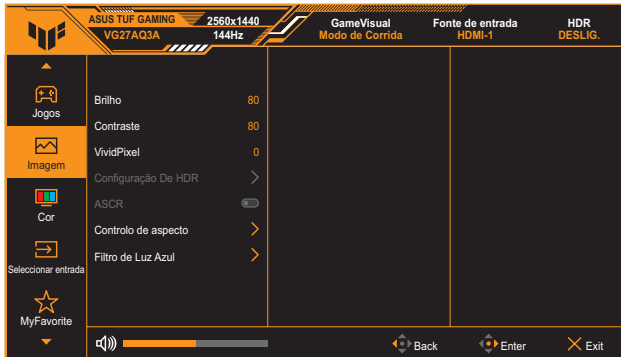 ASUS TUF GAMING
VG27AQ3A
2560x1440
144Hz
GameVisual
Modo de Corrida
Fonte de entrada
HDMI-1
HDR
DESLIG.
Jogos
Imagem
Cor
Seleccionar entrada
MyFavorite
Brilho 80
Contraste 80
VividPixel 0
Configuração De HDR
ASCR
Controlo de aspecto
Filtro de Luz Azul
Back
Enter
Exit